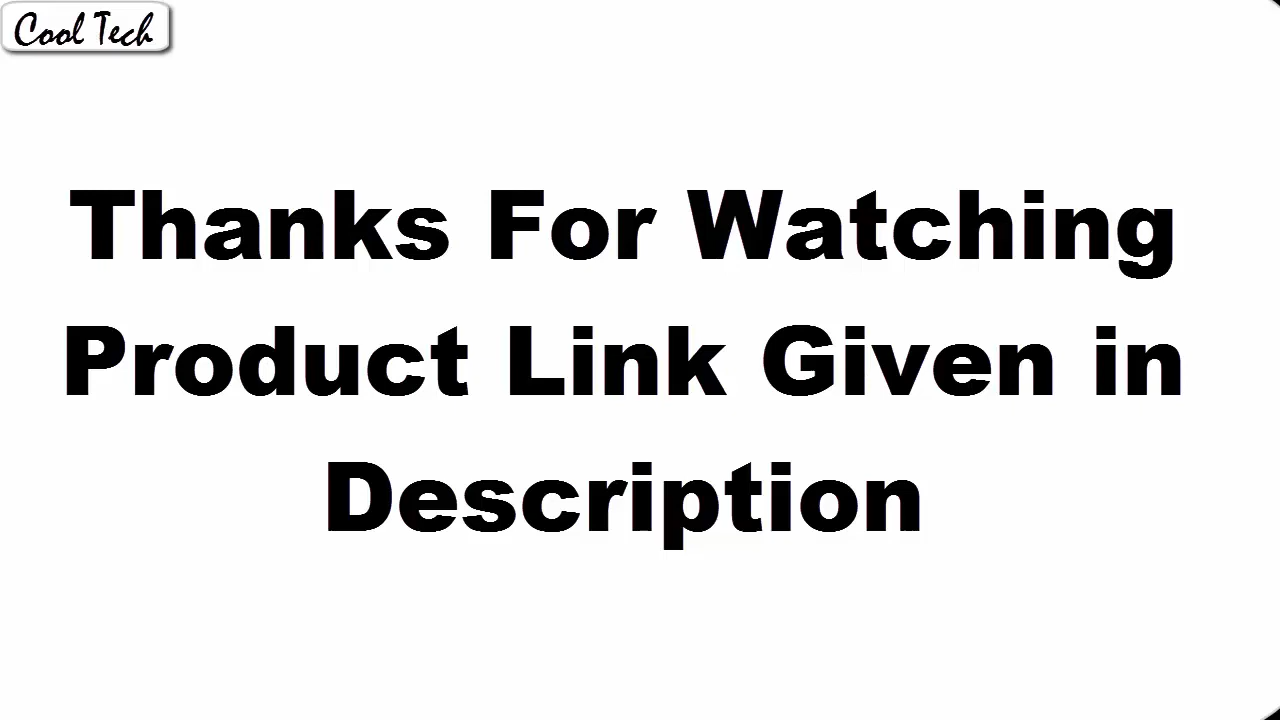 Cool Tech
Thanks For Watching
Product Link Given in
Description